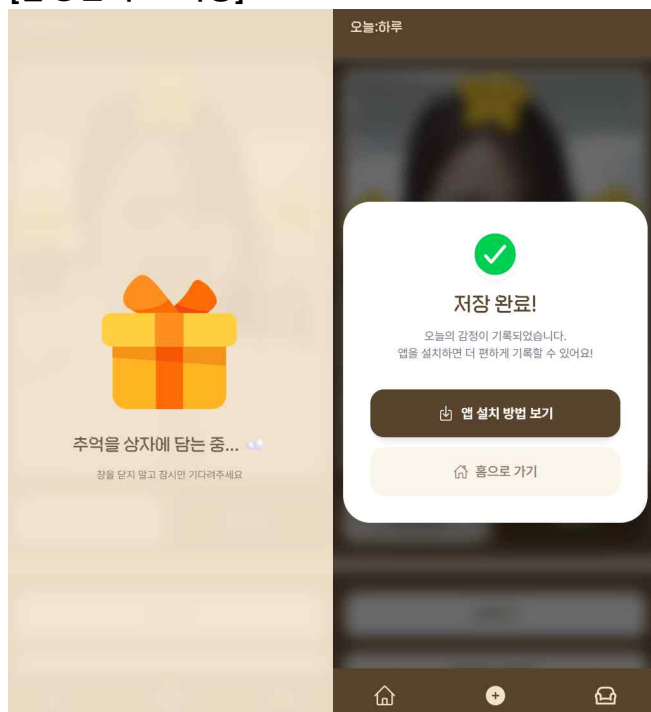 추억을 상자에 담는 중...
창을 닫지 말고 잠시만 기다려주세요
오늘:하루
저장 완료!
오늘의 감정이 기록되었습니다.
앱을 설치하면 더 편하게 기록할 수 있어요!
앱 설치 방법 보기
홈으로 가기